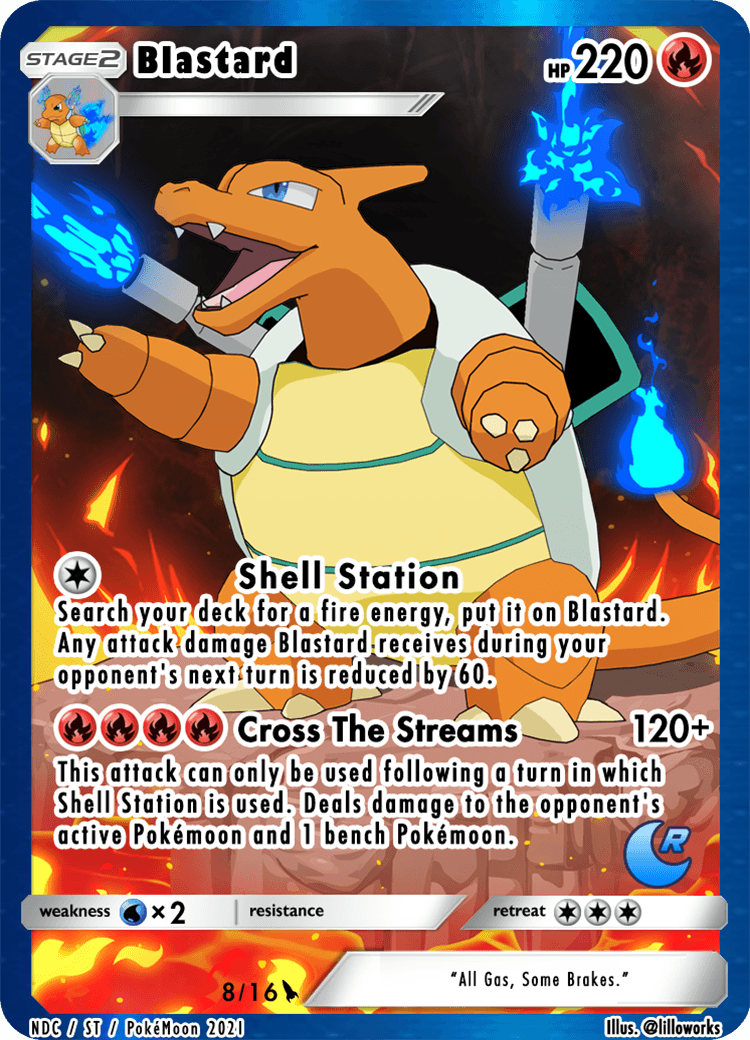 STAGE2 Blastard HP 220
Shell Station
Search your deck for a fire energy, put it on Blastard.
Any attack damage Blastard receives during your
opponent's next turn is reduced by 60.
Cross The Streams 120+
This attack can only be used following a turn in which
Shell Station is used. Deals damage to the opponent's
active Pokémoon and 1 bench Pokémoon.
R
weakness ×2 resistance retreat
8/16 "All Gas, Some Brakes."
NDC / ST / PokéMoon 2021 Illus. @lilloworks